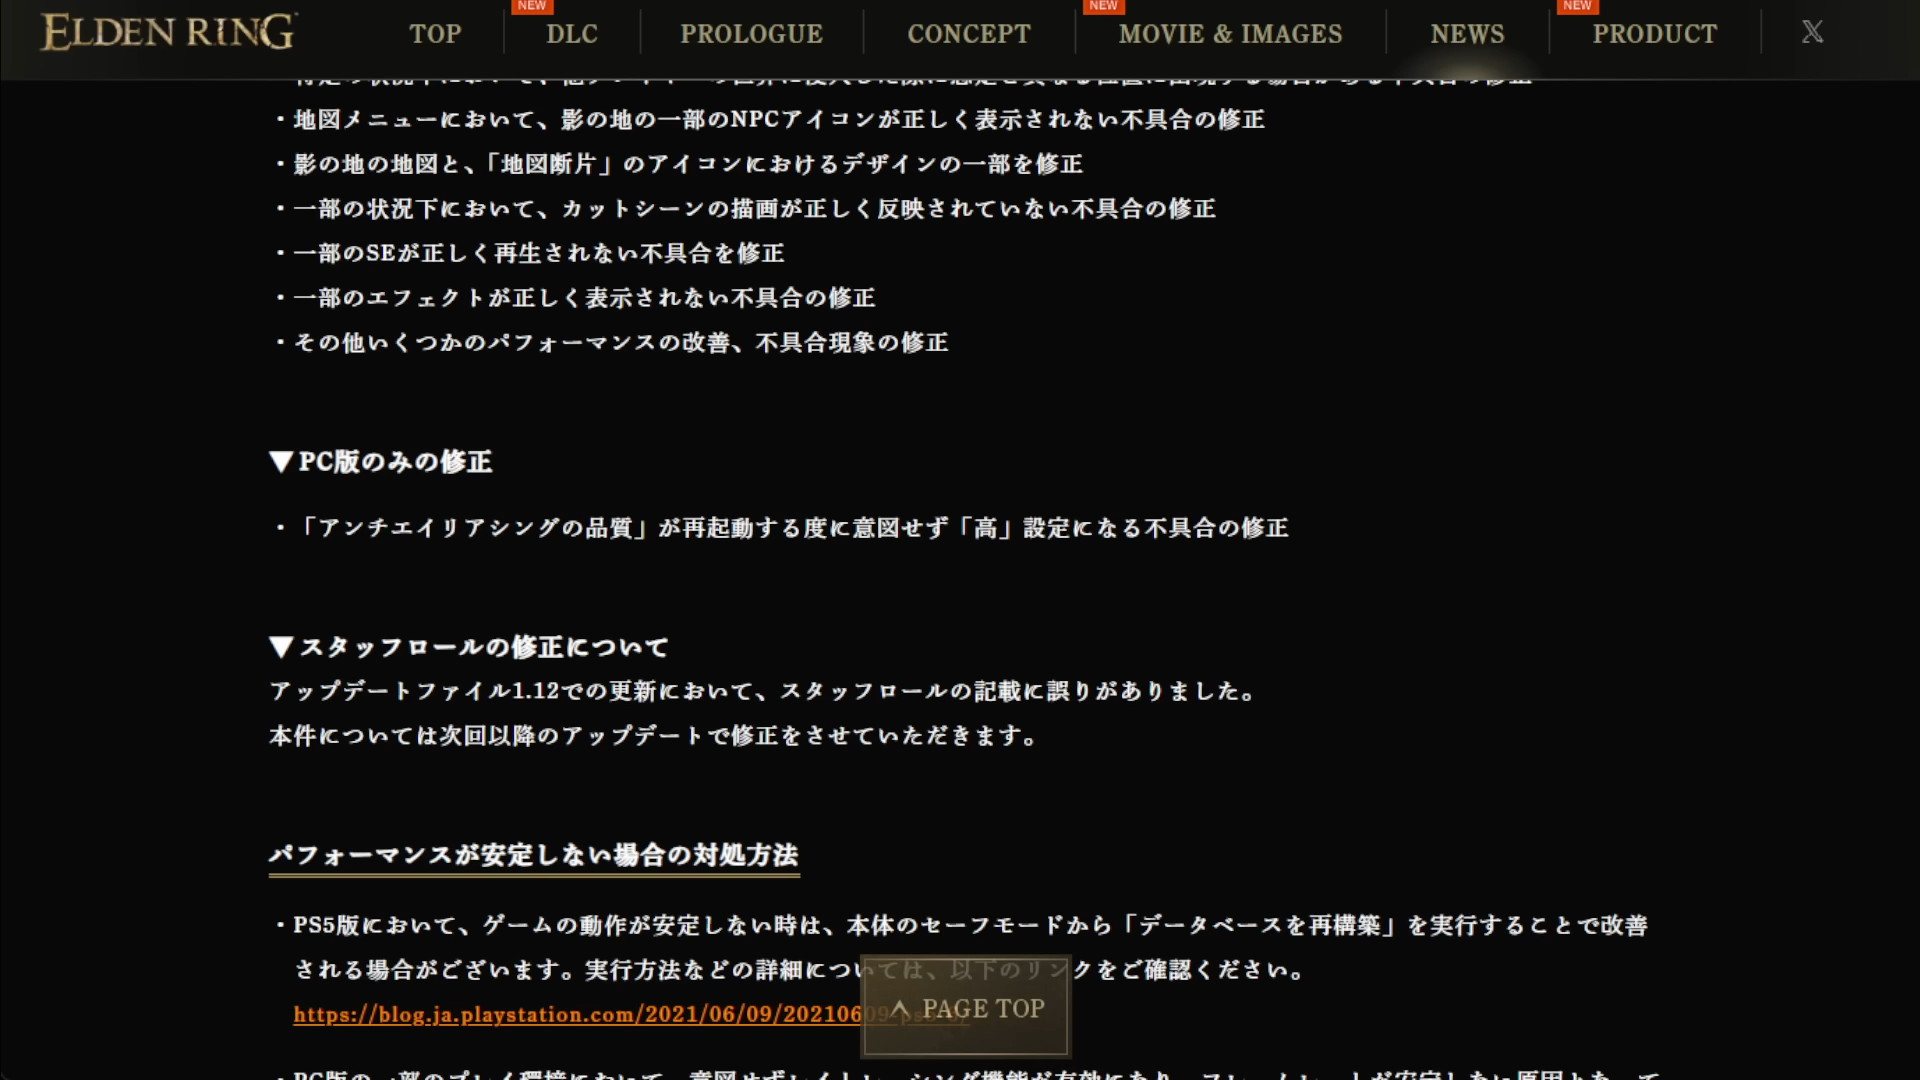 ELDEN RING
TOP
NEW
DLC
PROLOGUE
CONCEPT
NEW
MOVIE & IMAGES
NEWS
NEW
PRODUCT
X
・地図メニューにおいて、影の地の一部のNPCアイコンが正しく表示されない不具合の修正
・影の地の地図と、「地図断片」のアイコンにおけるデザインの一部を修正
・一部の状況下において、カットシーンの描画が正しく反映されていない不具合の修正
・一部のSEが正しく再生されない不具合を修正
・一部のエフェクトが正しく表示されない不具合の修正
・その他いくつかのパフォーマンスの改善、不具合現象の修正
▼PC版のみの修正
・「アンチエイリアシングの品質」が再起動する度に意図せず「高」設定になる不具合の修正
▼スタッフロールの修正について
アップデートファイル1.12での更新において、スタッフロールの記載に誤りがありました。
本件については次回以降のアップデートで修正をさせていただきます。
パフォーマンスが安定しない場合の対処方法
・PS5版において、ゲームの動作が安定しない時は、本体のセーフモードから「データベースを再構築」を実行することで改善
される場合がございます。実行方法などの詳細については、以下のリンクをご確認ください。
https://blog.ja.playstation.com/2021/06/09/20210609-ps5/
∧ PAGE TOP